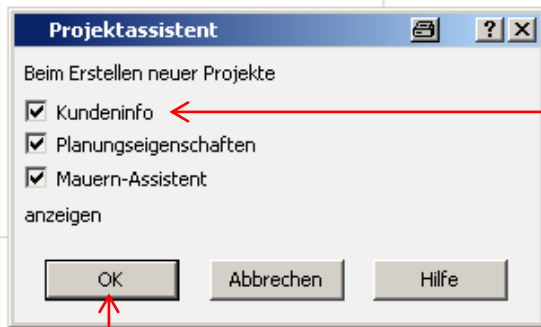 Projektassistent
Beim Erstellen neuer Projekte
Kundeninfo
Planungseigenschaften
Mauern-Assistent
anzeigen
OK Abbrechen Hilfe